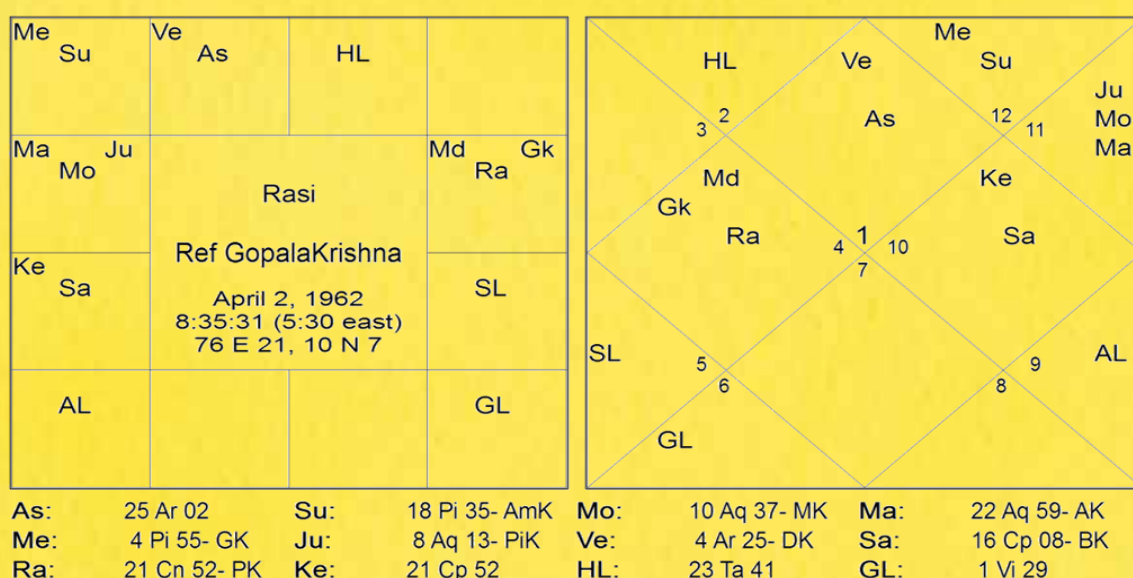 Me
Su
Ve
As
HL
Ma
Mo
Ju
Md
Gk
Ra
Rasi
Ref GopalaKrishna
April 2, 1962
8:35:31 (5:30 east)
76 E 21, 10 N 7
Ke
Sa
SL
AL
GL
Me
HL
Ve
Su
Ju
Mo
Ma
As
2
12
3
11
Md
Ke
Gk
Ra
Sa
4
1
10
7
SL
AL
5
9
6
8
GL
As: 25 Ar 02 Su: 18 Pi 35- AmK Mo: 10 Aq 37- MK Ma: 22 Aq 59- AK
Me: 4 Pi 55- GK Ju: 8 Aq 13- PiK Ve: 4 Ar 25- DK Sa: 16 Cp 08- BK
Ra: 21 Cn 52- PK Ke: 21 Cp 52 HL: 23 Ta 41 GL: 1 Vi 29